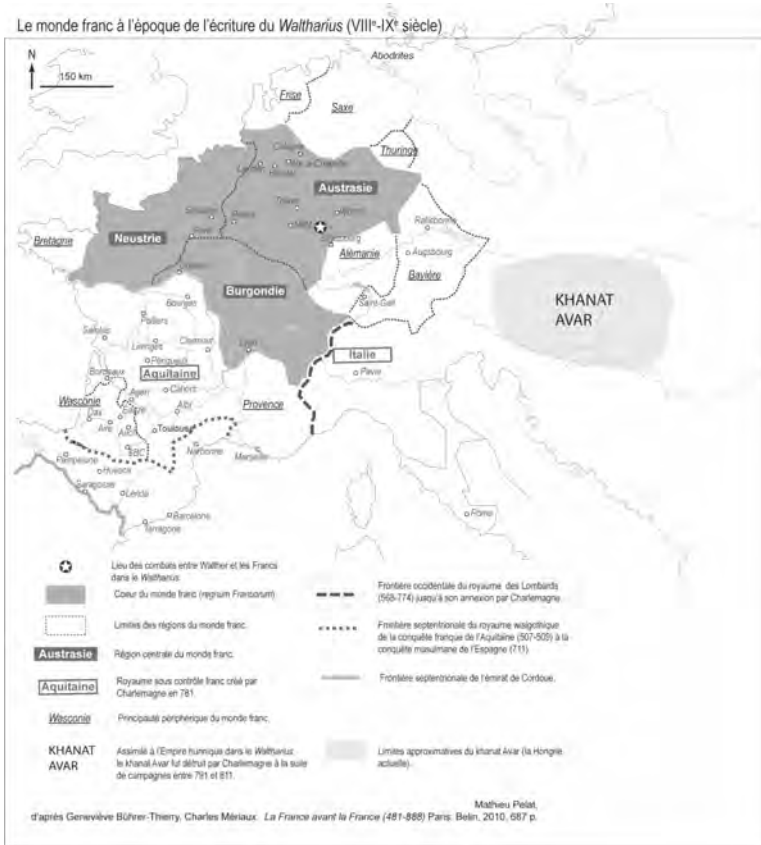 Le monde franc à l'époque de l'écriture du Waltharius (VIIIᵉ-IXᵉ siècle)
N
150 km
Abodrites
Frise
Saxe
Thuringe
Cologne
Austrasie
Trèves
Metz
Reims
Ratisbonne
Neustrie
Bretagne
Alémanie
Augsbourg
Bavière
Saint-Gall
Burgondie
KHANAT
AVAR
Bourges
Poitiers
Limoges
Clermont
Périgueux
Lyon
Italie
Pavie
Aquitaine
Bordeaux
Cahors
Agen
Albi
Wasconie
Provence
Dax
Aire
Auch
Toulouse
Narbonne
Marseille
Pampelune
Huesca
Saragosse
Lérida
Barcelone
Tarragone
Rome
Lieu des combats entre Walther et les Francs
dans le Waltharius.
Coeur du monde franc (regnum Francorum).
Limites des régions du monde franc.
Austrasie
Région centrale du monde franc.
Aquitaine
Royaume sous contrôle franc créé par
Charlemagne en 781.
Wasconie
Principauté périphérique du monde franc.
KHANAT
AVAR
Assimilé à l'Empire hunnique dans le Waltharius,
le khanat Avar fut détruit par Charlemagne à la suite
de campagnes entre 791 et 811.
Frontière occidentale du royaume des Lombards
(568-774) jusqu'à son annexion par Charlemagne.
Frontière septentrionale du royaume wisigothique
de la conquête franque de l'Aquitaine (507-509) à la
conquête musulmane de l'Espagne (711).
Frontière septentrionale de l'émirat de Cordoue.
Limites approximatives du khanat Avar (la Hongrie
actuelle).
Mathieu Pelat,
d'après Geneviève Bührer-Thierry, Charles Mériaux. La France avant la France (481-888) Paris: Belin, 2010, 687 p.